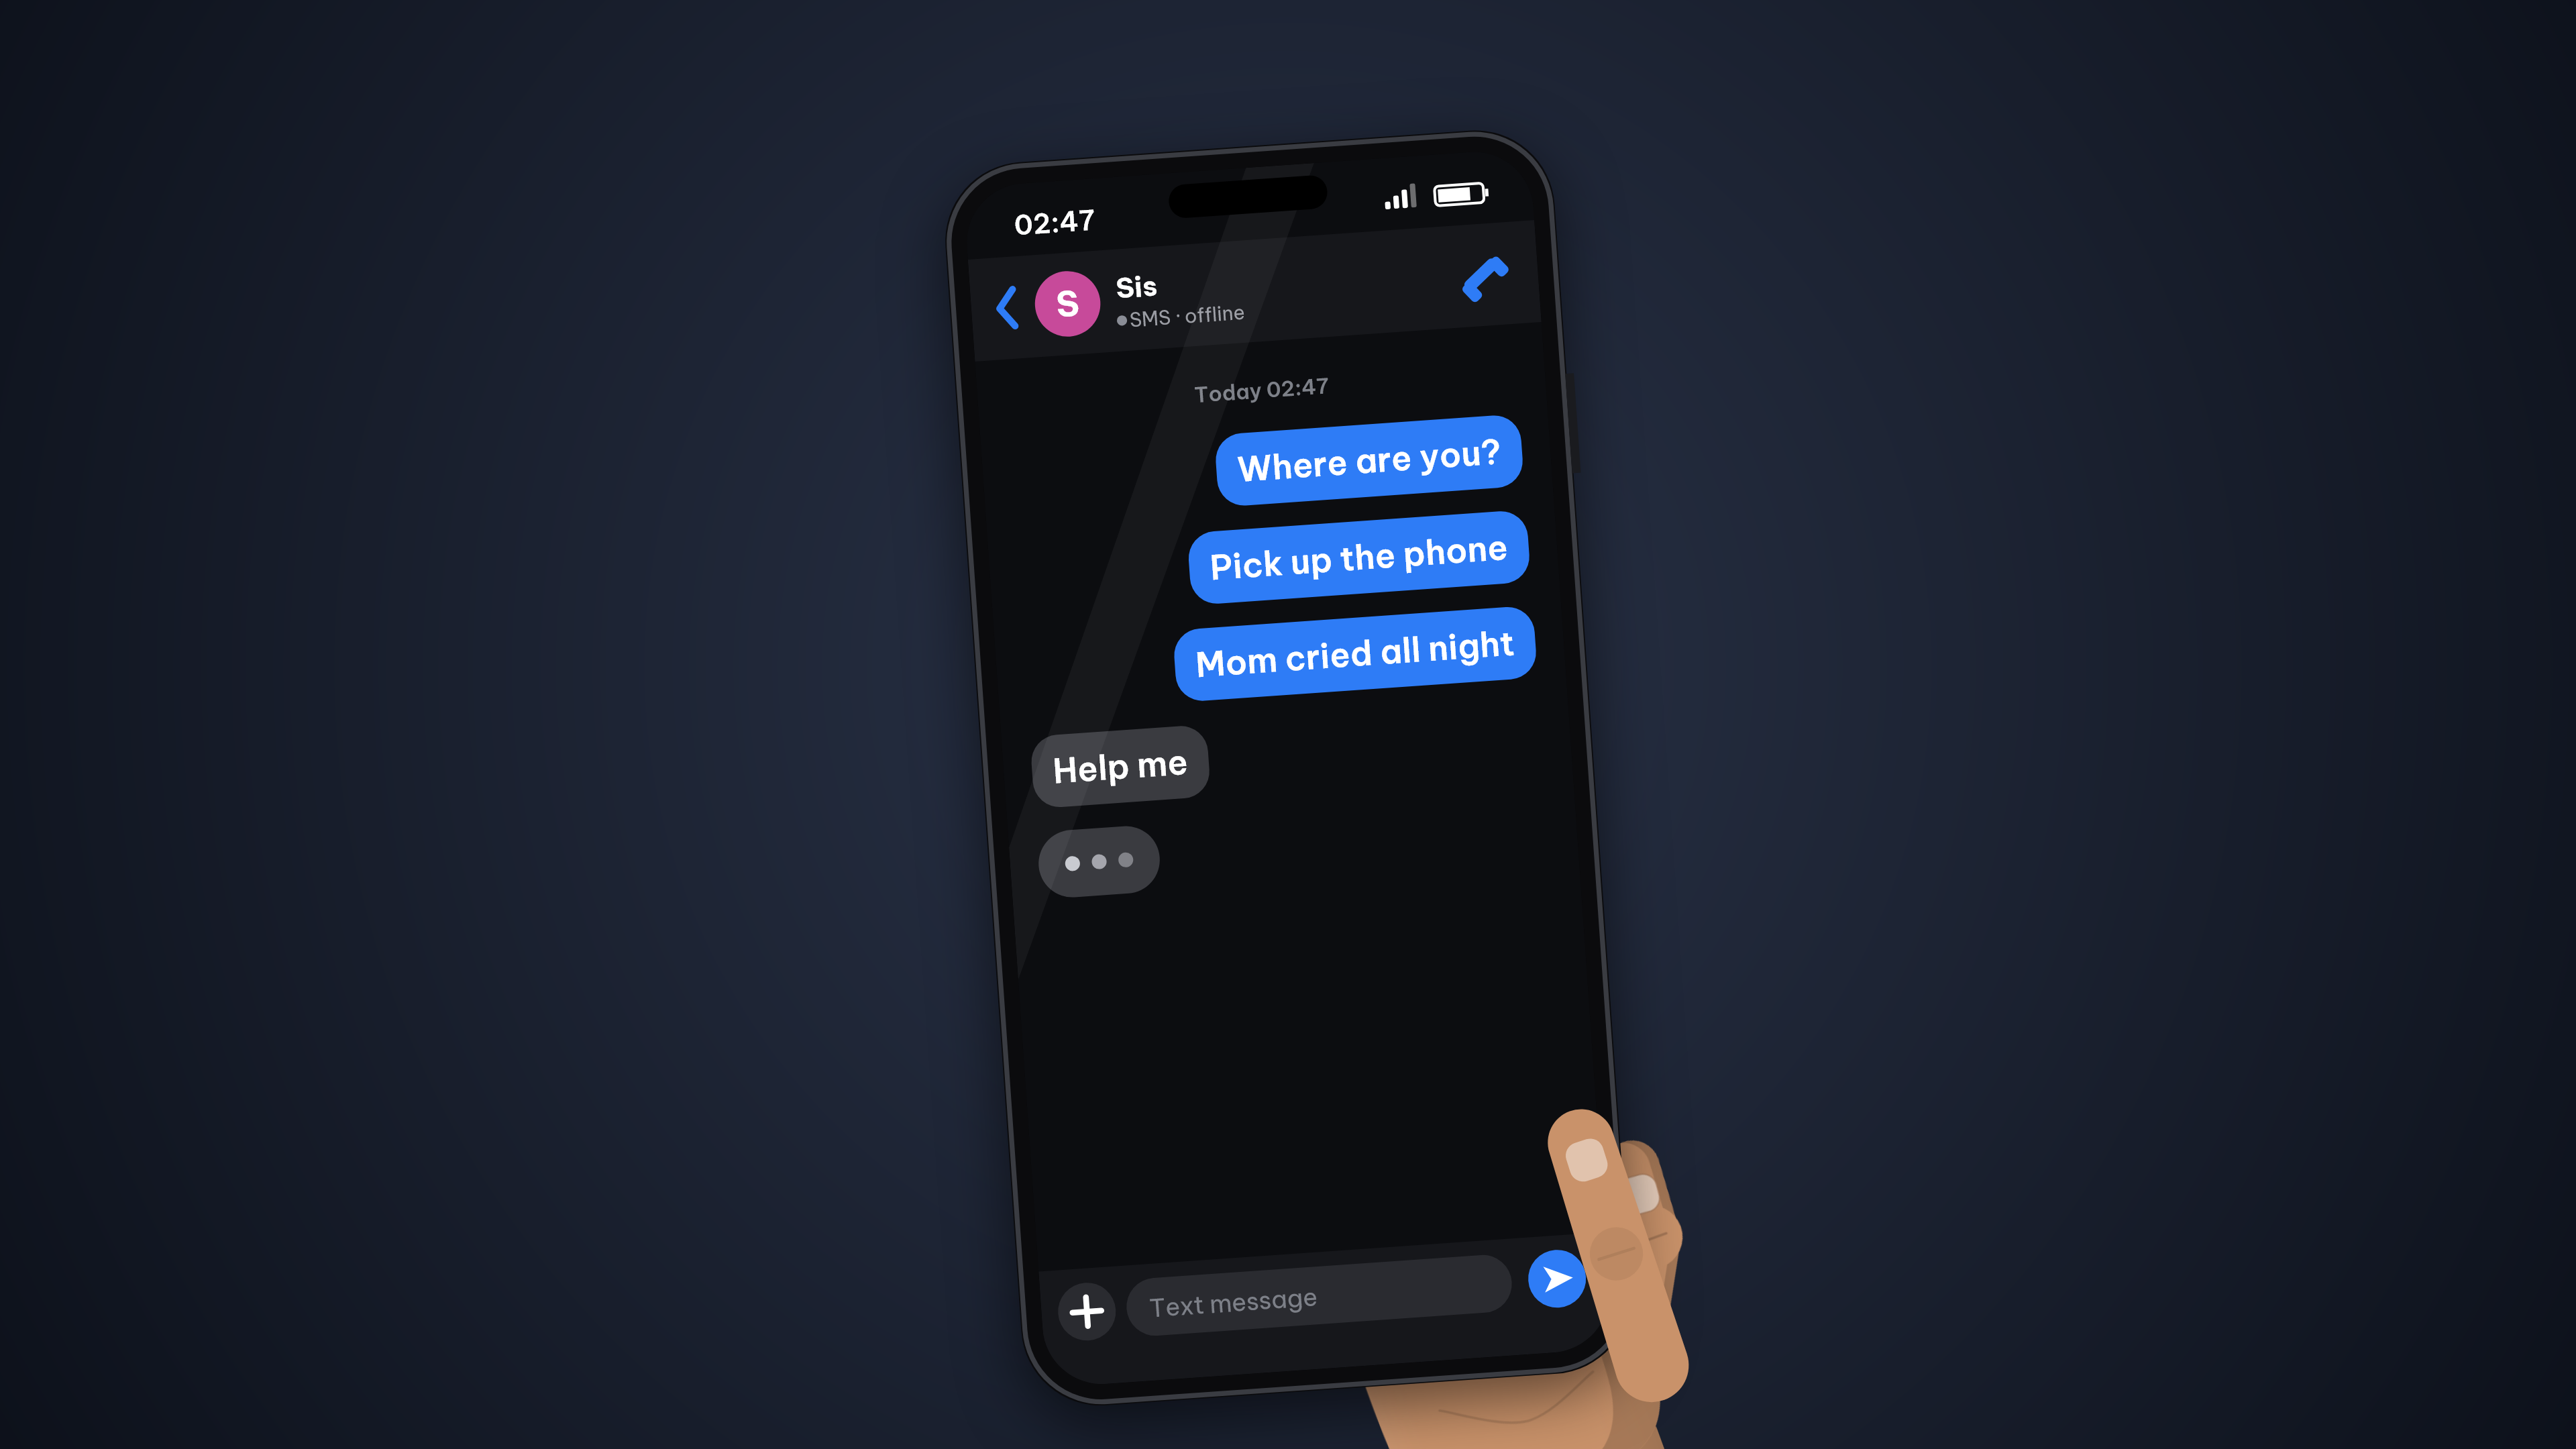 02:47
S
Sis
SMS · offline
Today 02:47
Where are you?
Pick up the phone
Mom cried all night
Help me
Text message